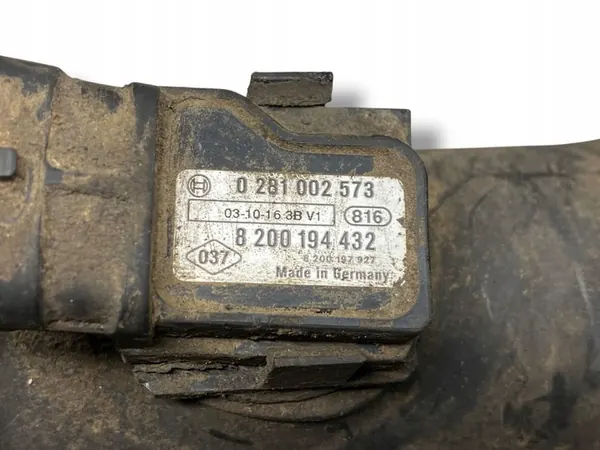 0 281 002 573
03-10-16 3B V1 816
8 200 194 432
037 8 200 197 927
Made in Germany